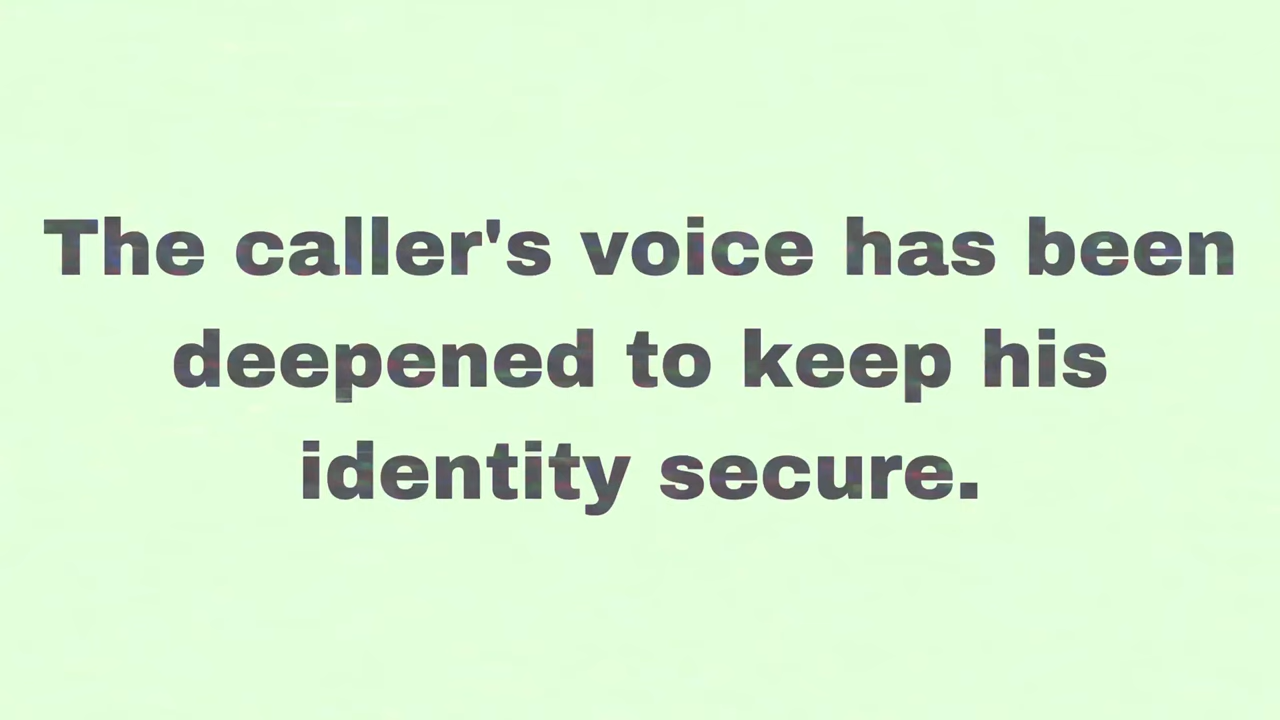 The caller's voice has been
deepened to keep his
identity secure.